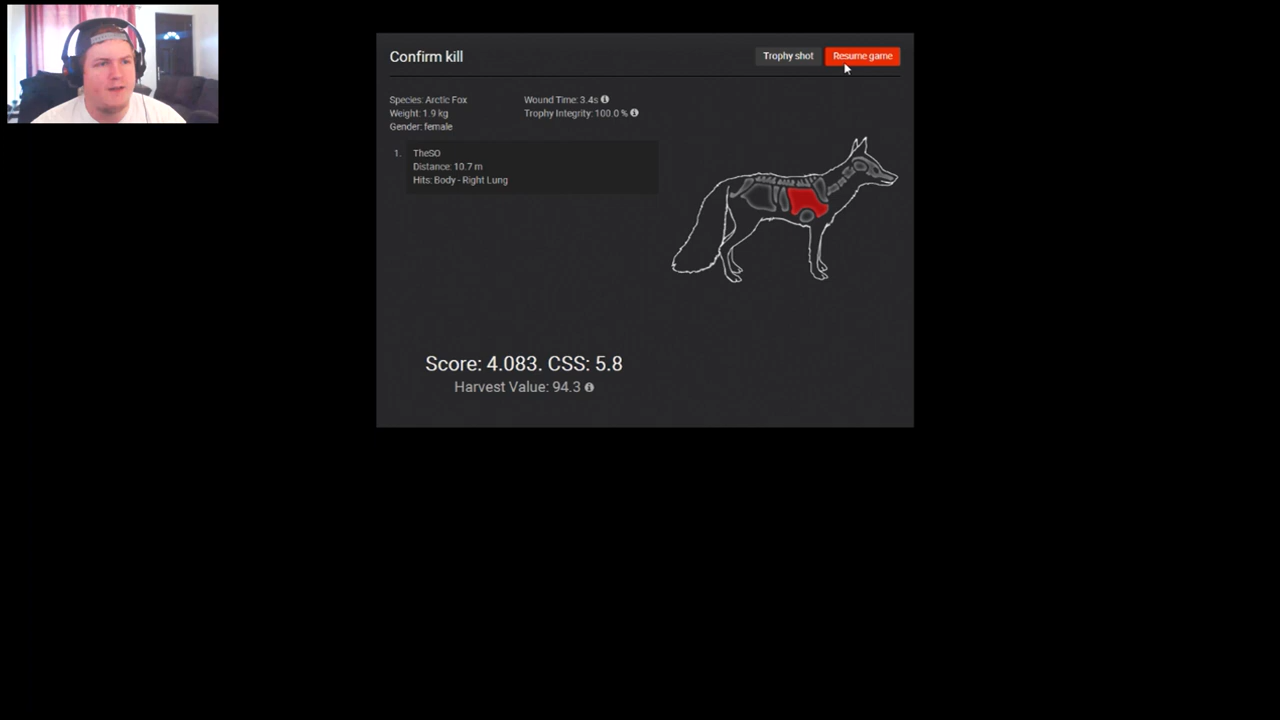 Confirm kill
Trophy shot
Resume game
Species: Arctic Fox
Weight: 1.9 kg
Gender: female
Wound Time: 3.4s
Trophy Integrity: 100.0 %
1.
TheSO
Distance: 10.7 m
Hits: Body - Right Lung
Score: 4.083. CSS: 5.8
Harvest Value: 94.3